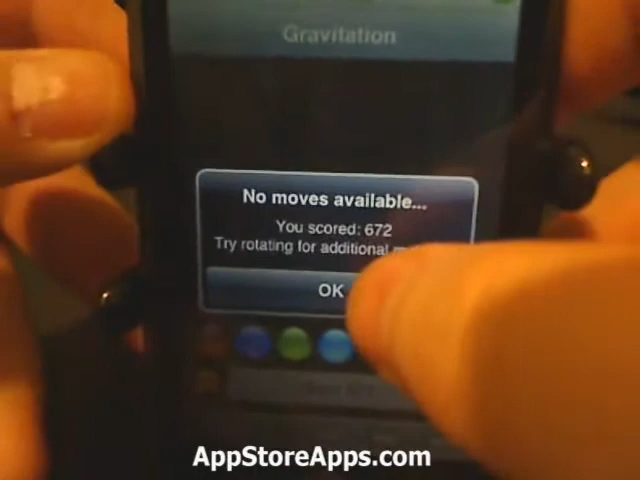 Gravitation
No moves available...
You scored: 672
Try rotating for additional
OK
AppStoreApps.com